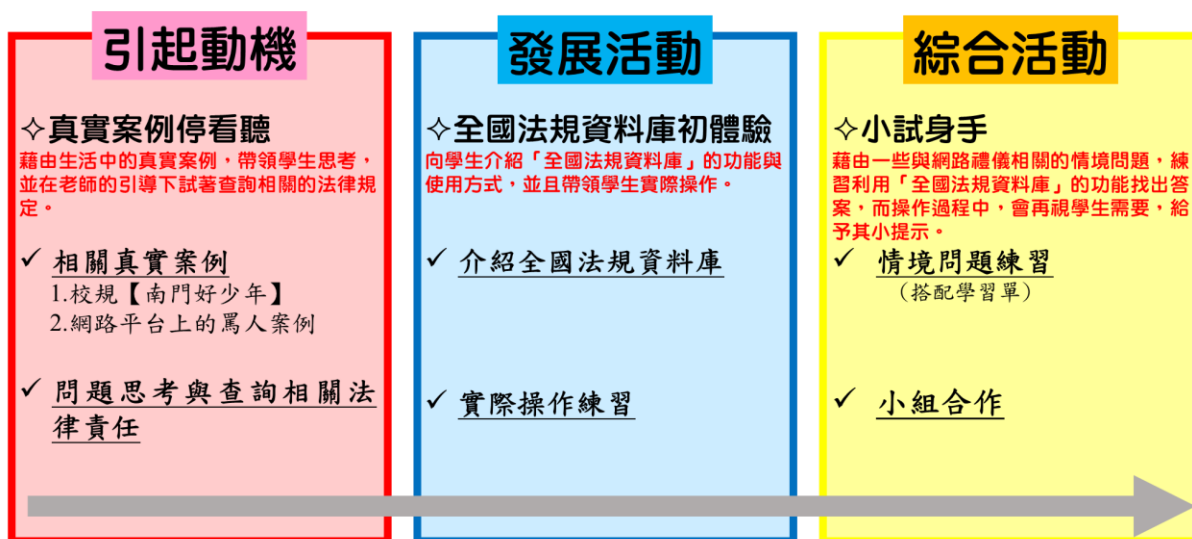 引起動機
✧真實案例停看聽
藉由生活中的真實案例，帶領學生思考，
並在老師的引導下試著查詢相關的法律規
定。
✓ 相關真實案例
1.校規【南門好少年】
2.網路平台上的罵人案例
✓ 問題思考與查詢相關法
律責任
發展活動
✧全國法規資料庫初體驗
向學生介紹「全國法規資料庫」的功能與
使用方式，並且帶領學生實際操作。
✓ 介紹全國法規資料庫
✓ 實際操作練習
綜合活動
✧小試身手
藉由一些與網路禮儀相關的情境問題，練
習利用「全國法規資料庫」的功能找出答
案，而操作過程中，會再視學生需要，給
予其小提示。
✓ 情境問題練習
（搭配學習單）
✓ 小組合作